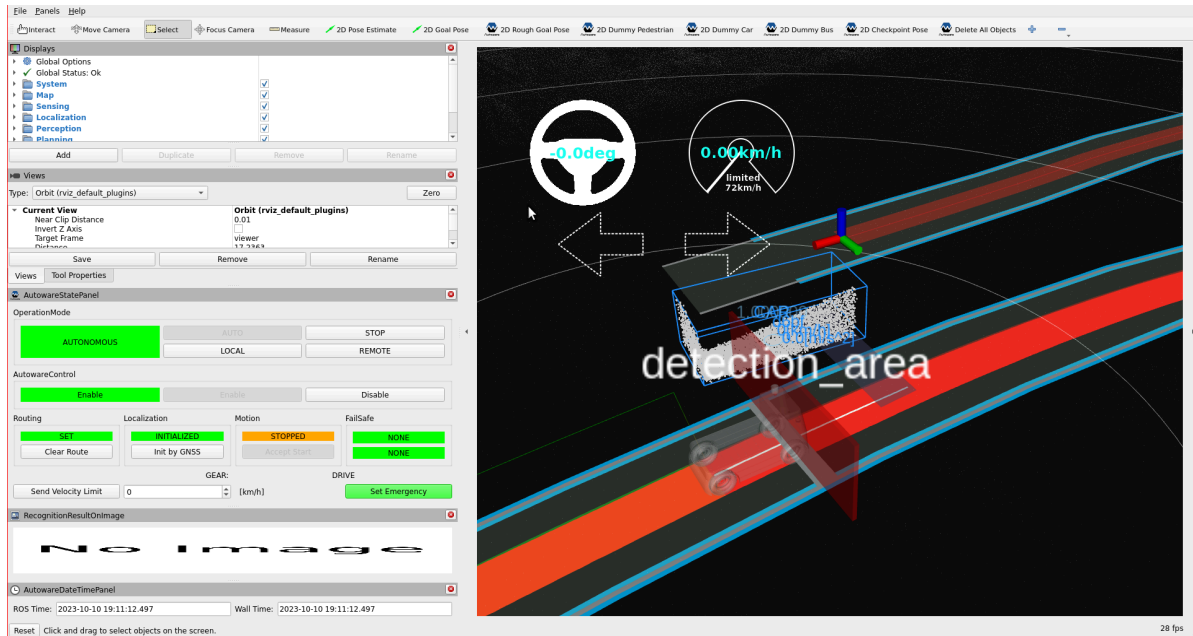 File Panels Help
Interact Move Camera Select Focus Camera Measure 2D Pose Estimate 2D Goal Pose 2D Rough Goal Pose 2D Dummy Pedestrian 2D Dummy Car 2D Dummy Bus 2D Checkpoint Pose Delete All Objects
Displays
Global Options
Global Status: Ok
System
Map
Sensing
Localization
Perception
Planning
Add Duplicate Remove Rename
Views
Type: Orbit (rviz_default_plugins) Zero
Current View Orbit (rviz_default_plugins)
Near Clip Distance 0.01
Invert Z Axis
Target Frame viewer
Distance 17.2363
Save Remove Rename
Views Tool Properties
AutowareStatePanel
OperationMode
AUTONOMOUS AUTO STOP
LOCAL REMOTE
AutowareControl
Enable Enable Disable
Routing Localization Motion FailSafe
SET INITIALIZED STOPPED NONE
Clear Route Init by GNSS Accept Start NONE
GEAR: DRIVE
Send Velocity Limit 0 [km/h] Set Emergency
RecognitionResultOnImage
No Image
AutowareDateTimePanel
ROS Time: 2023-10-10 19:11:12.497 Wall Time: 2023-10-10 19:11:12.497
Reset Click and drag to select objects on the screen.
28 fps
-0.0deg
0.00km/h
limited
72km/h
detection_area